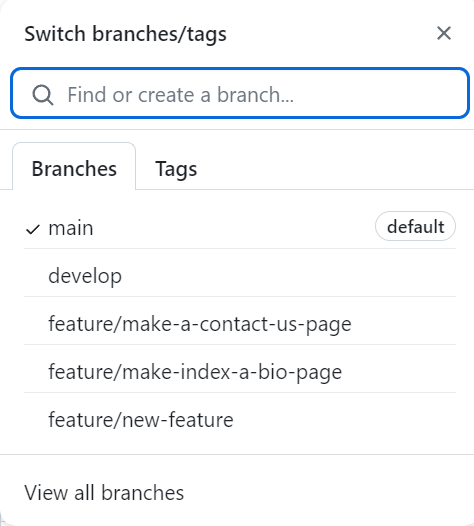 Switch branches/tags
Find or create a branch...
Branches Tags
main default
develop
feature/make-a-contact-us-page
feature/make-index-a-bio-page
feature/new-feature
View all branches